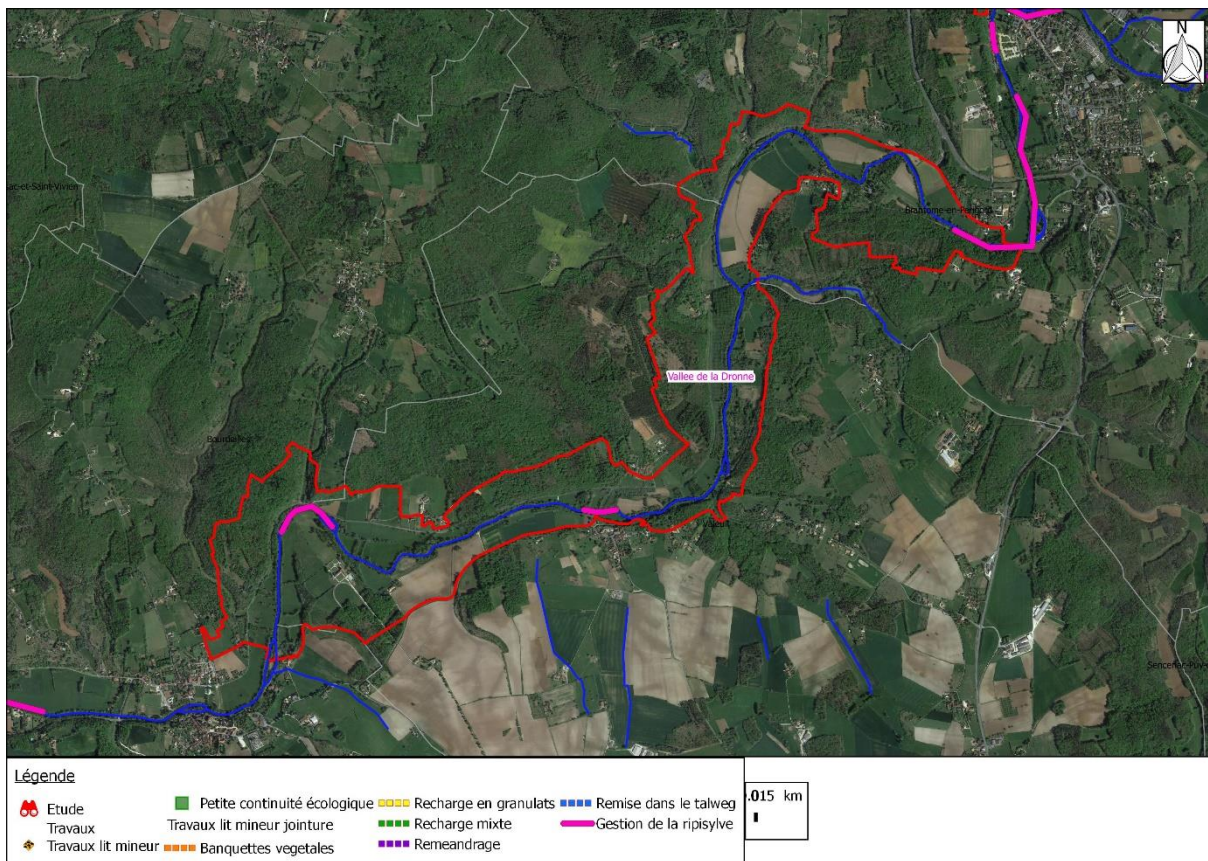 N
Vallee de la Dronne
Légende
Etude
Travaux
Travaux lit mineur
Petite continuité écologique
Travaux lit mineur jointure
Banquettes vegetales
Recharge en granulats
Recharge mixte
Remeandrage
Remise dans le talweg
Gestion de la ripisylve
.015 km